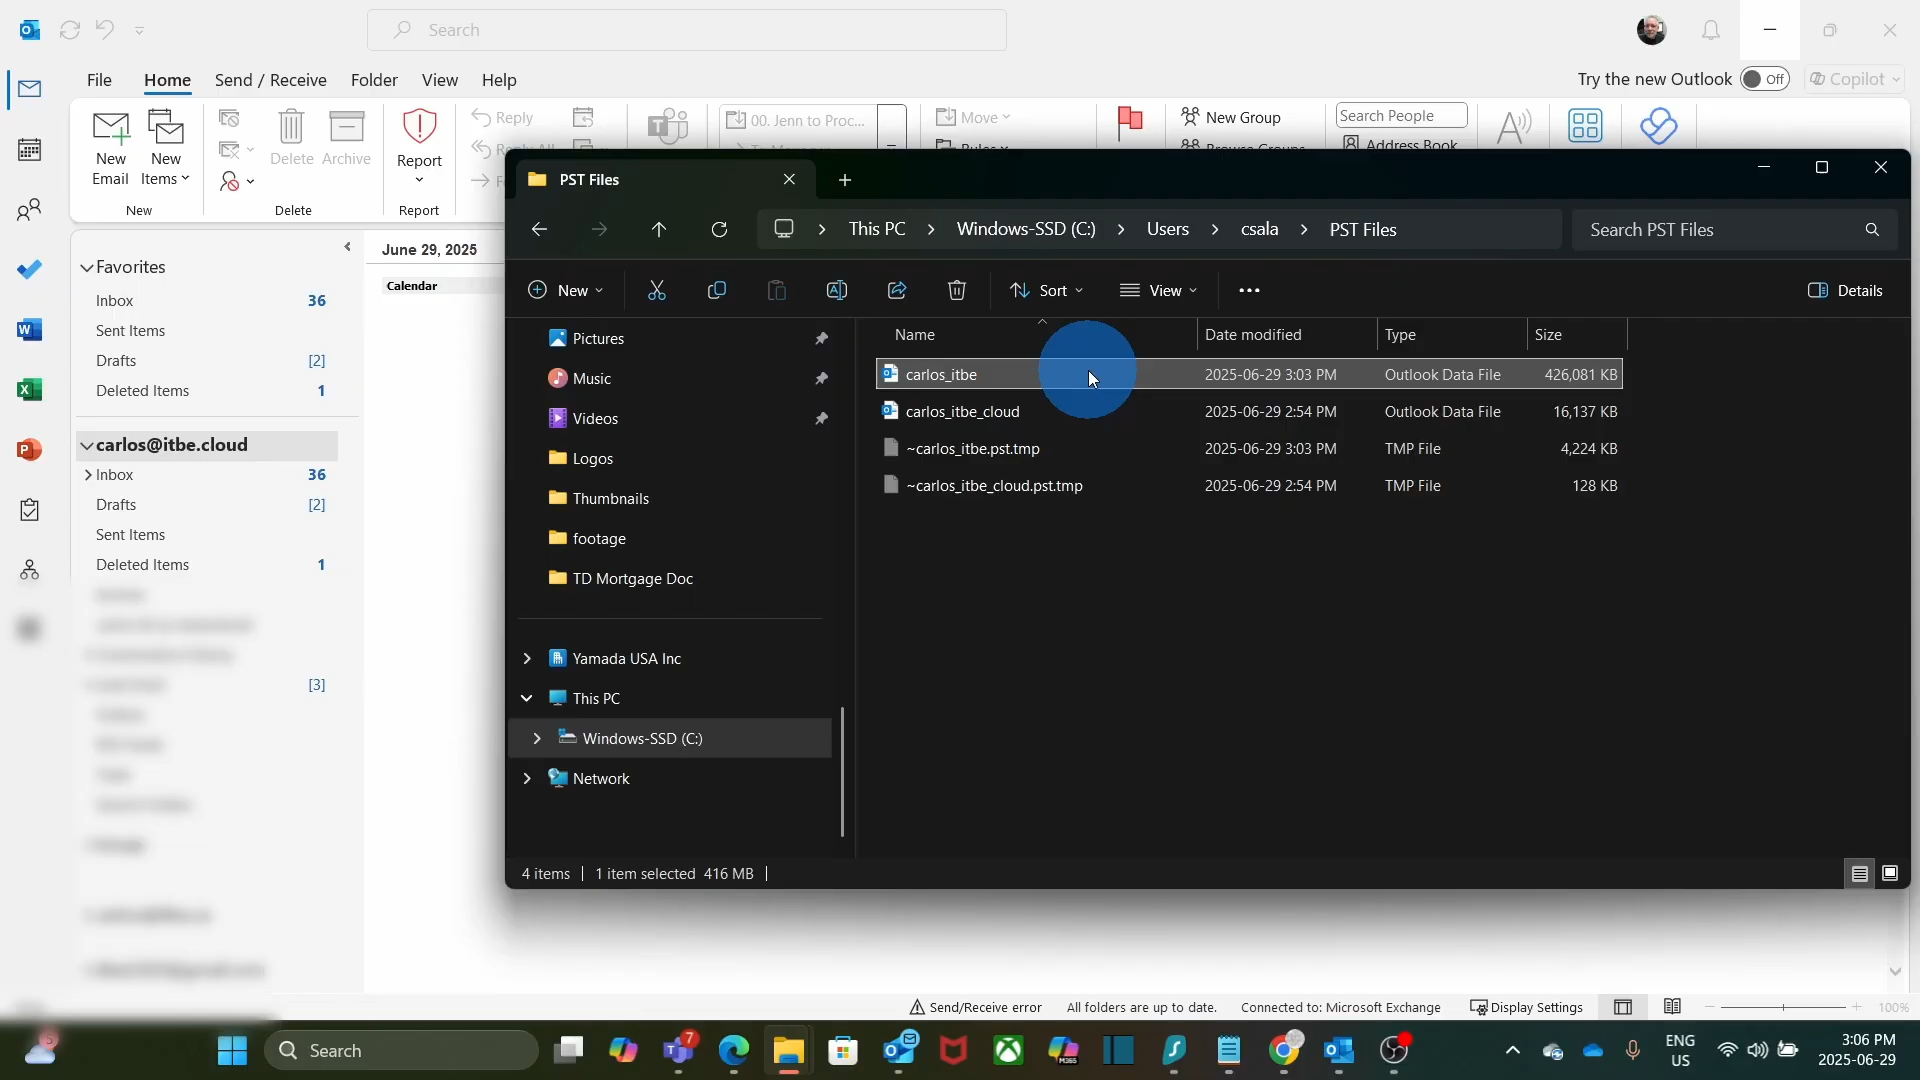 Search
File Home Send / Receive Folder View Help
Try the new Outlook Off Copilot
New Email
New Items
Delete
Archive
Report
Reply
00. Jenn to Proc...
Move
New Group
Search People
Address Book
New
Delete
Report
Favorites
Inbox 36
Sent Items
Drafts [2]
Deleted Items 1
carlos@itbe.cloud
Inbox 36
Drafts [2]
Sent Items
Deleted Items 1
[3]
June 29, 2025
Calendar
PST Files
This PC > Windows-SSD (C:) > Users > csala > PST Files
Search PST Files
New Sort View ... Details
Pictures
Music
Videos
Logos
Thumbnails
footage
TD Mortgage Doc
Yamada USA Inc
This PC
Windows-SSD (C:)
Network
Name Date modified Type Size
carlos_itbe 2025-06-29 3:03 PM Outlook Data File 426,081 KB
carlos_itbe_cloud 2025-06-29 2:54 PM Outlook Data File 16,137 KB
~carlos_itbe.pst.tmp 2025-06-29 3:03 PM TMP File 4,224 KB
~carlos_itbe_cloud.pst.tmp 2025-06-29 2:54 PM TMP File 128 KB
4 items 1 item selected 416 MB
Send/Receive error All folders are up to date. Connected to: Microsoft Exchange Display Settings 100%
Search
7
M365
ENG
US
3:06 PM
2025-06-29